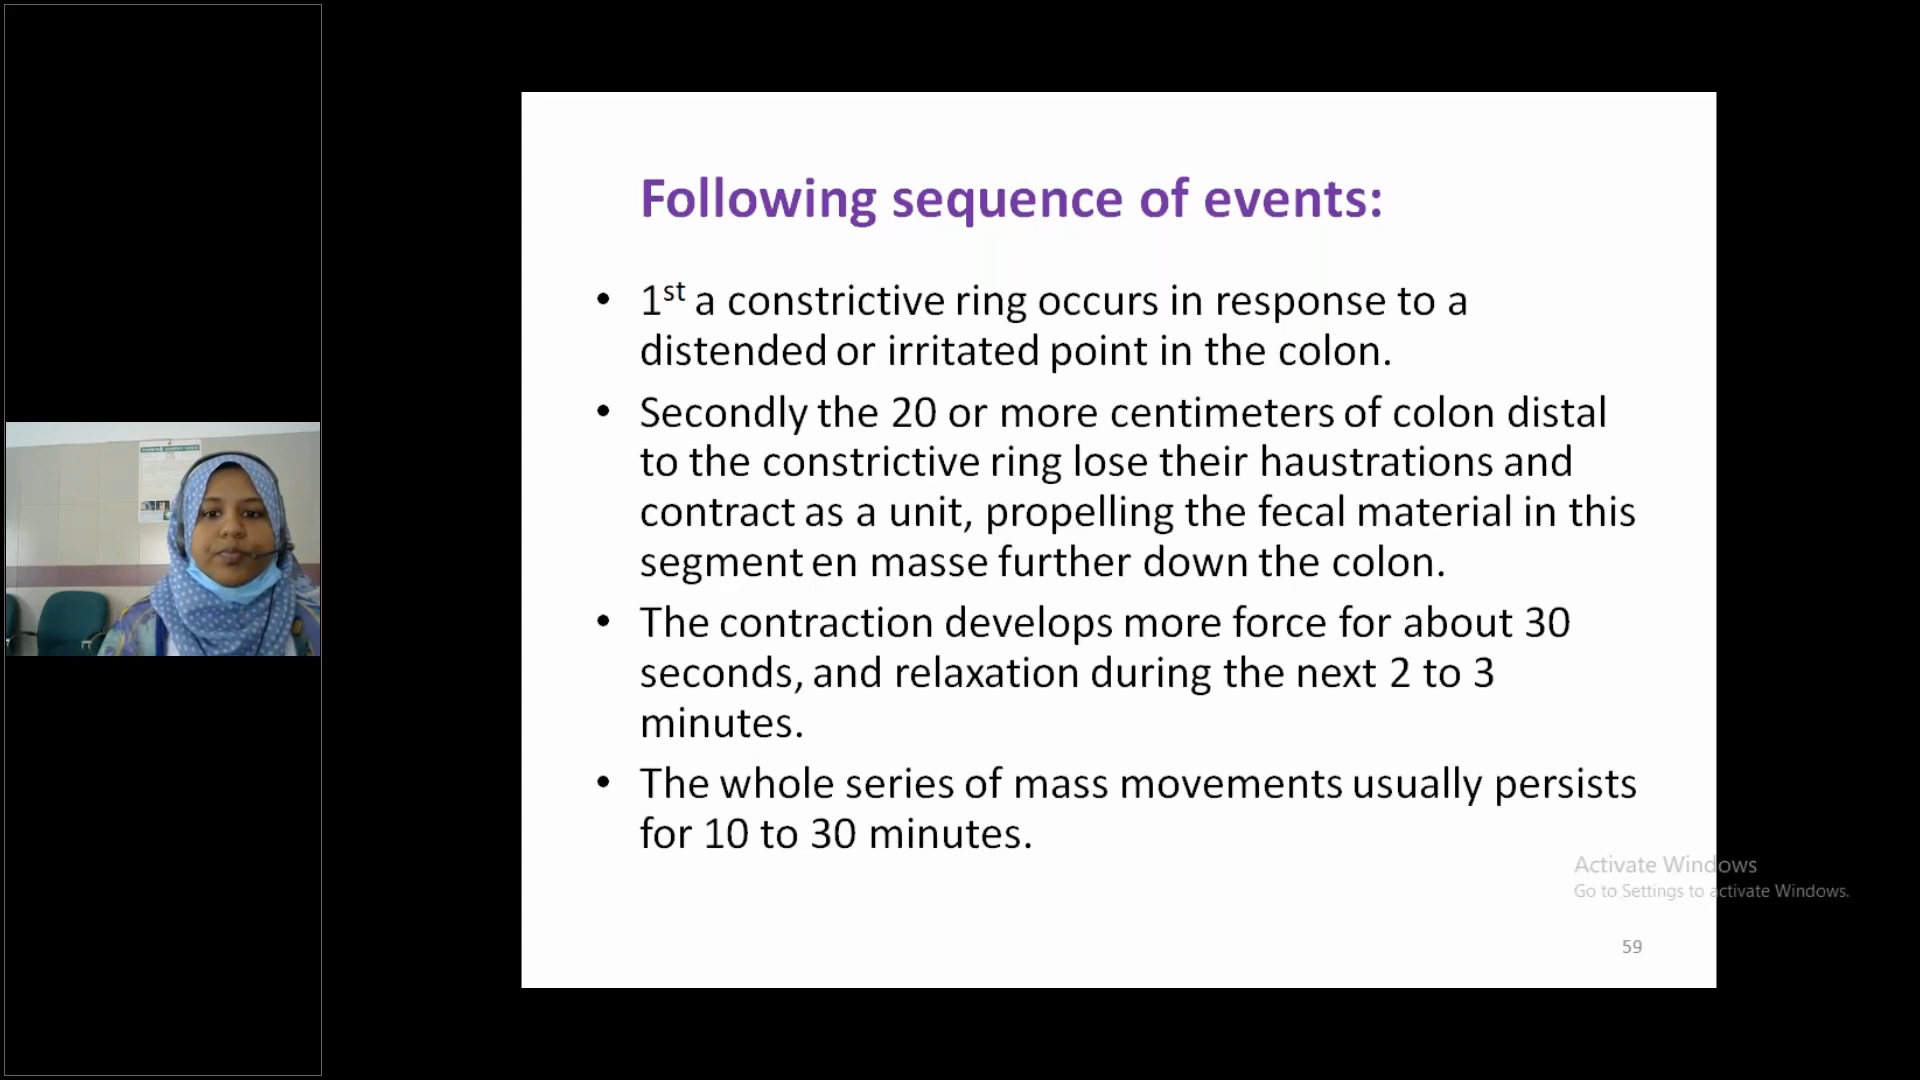 Following sequence of events:
• 1st a constrictive ring occurs in response to a
distended or irritated point in the colon.
• Secondly the 20 or more centimeters of colon distal
to the constrictive ring lose their haustrations and
contract as a unit, propelling the fecal material in this
segment en masse further down the colon.
• The contraction develops more force for about 30
seconds, and relaxation during the next 2 to 3
minutes.
• The whole series of mass movements usually persists
for 10 to 30 minutes.
Activate Windows
Go to Settings to activate Windows.
59